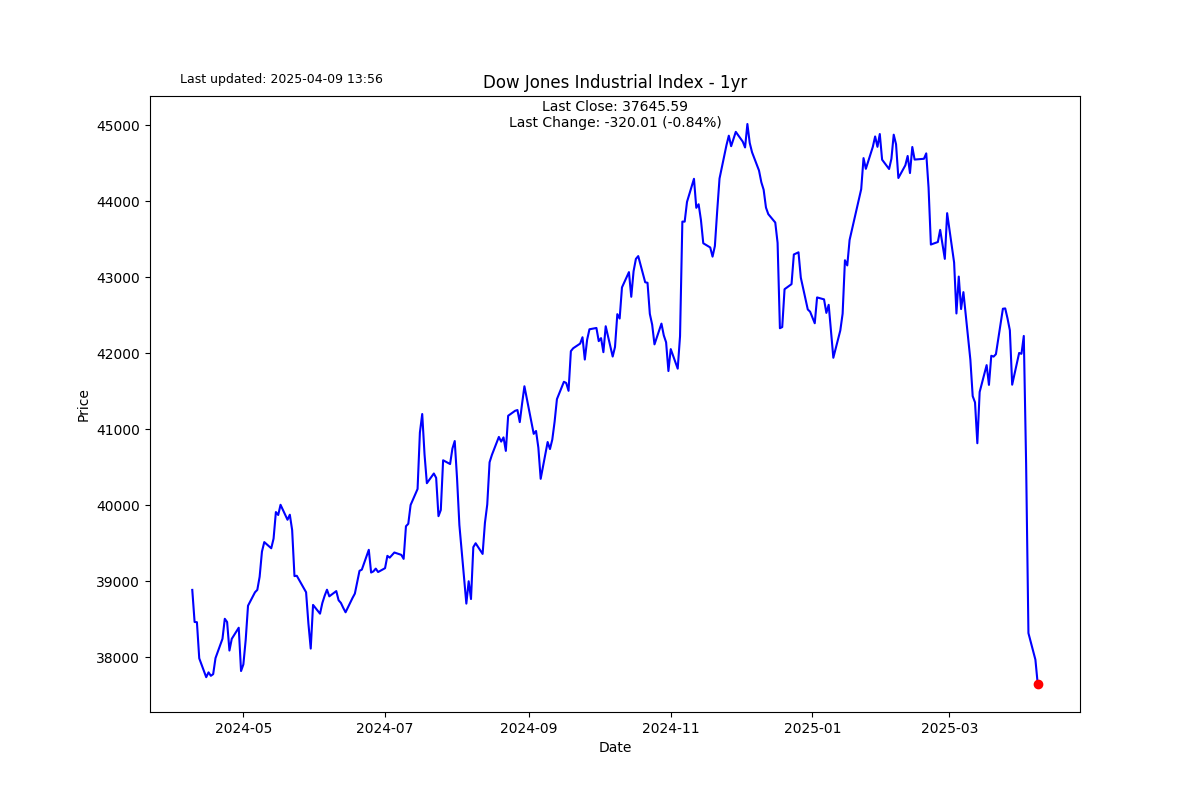 Last updated: 2025-04-09 13:56
Dow Jones Industrial Index - 1yr
Last Close: 37645.59
Last Change: -320.01 (-0.84%)
45000
44000
43000
42000
41000
40000
39000
38000
Price
2024-05
2024-07
2024-09
2024-11
2025-01
2025-03
Date